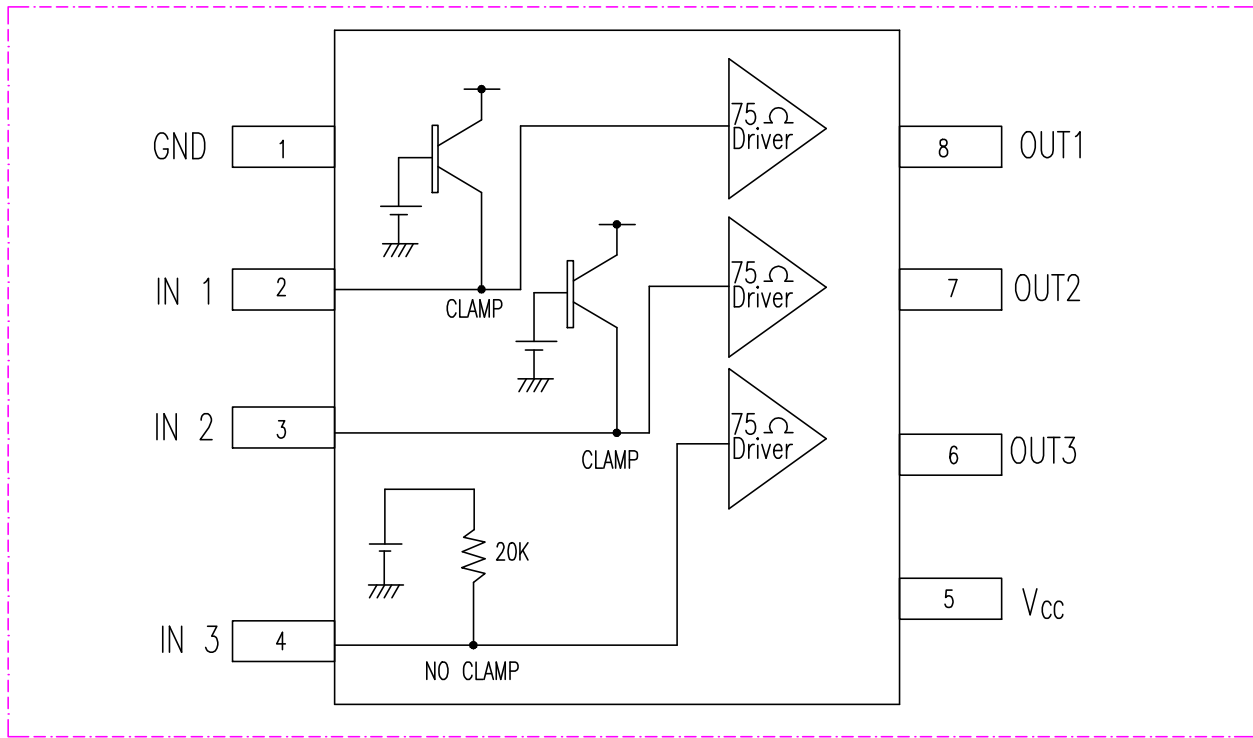 GND
1
IN 1
2
IN 2
3
IN 3
4
CLAMP
CLAMP
20K
NO CLAMP
75 Ω
Driver
75 Ω
Driver
75 Ω
Driver
8
OUT1
7
OUT2
6
OUT3
5
VCC